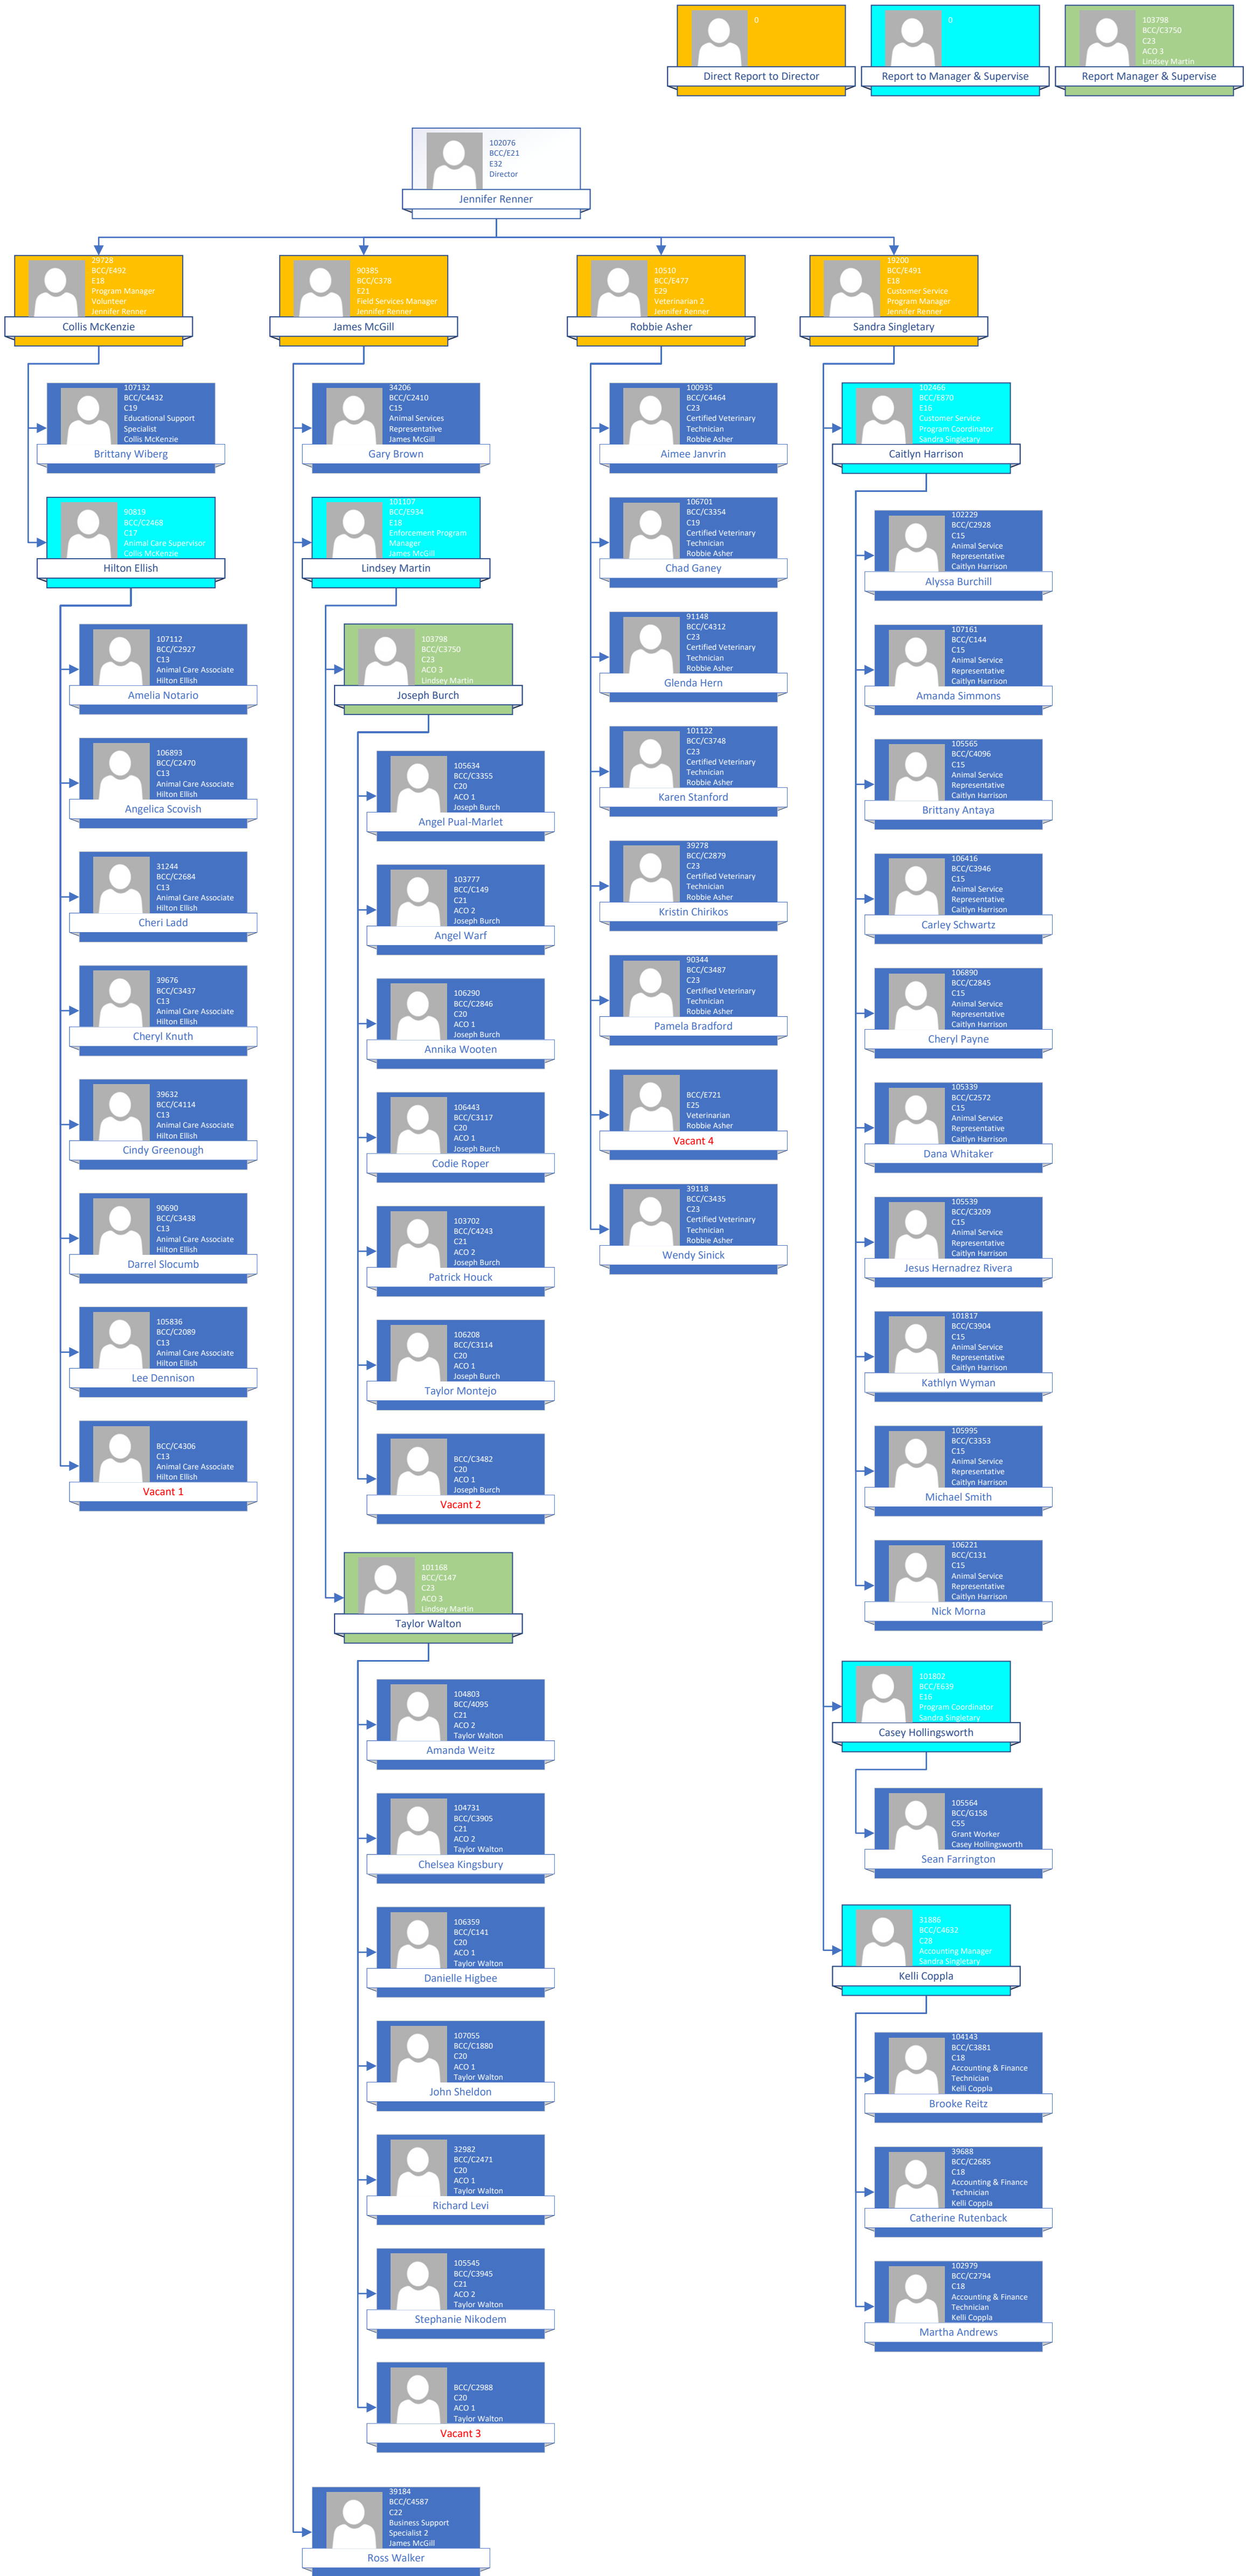 0
Direct Report to Director
0
Report to Manager & Supervise
103798
BCC/C3750
C23
ACO 3
Lindsey Martin
Report Manager & Supervise
102076
BCC/E21
E32
Director
Jennifer Renner
29728
BCC/E492
E18
Program Manager
Volunteer
Jennifer Renner
Collis McKenzie
90385
BCC/C378
E21
Field Services Manager
Jennifer Renner
James McGill
10510
BCC/E477
E29
Veterinarian 2
Jennifer Renner
Robbie Asher
19200
BCC/E491
E18
Customer Service
Program Manager
Jennifer Renner
Sandra Singletary
107132
BCC/C4432
C19
Educational Support
Specialist
Collis McKenzie
Brittany Wiberg
90819
BCC/C2468
C17
Animal Care Supervisor
Collis McKenzie
Hilton Ellish
107112
BCC/C2927
C13
Animal Care Associate
Hilton Ellish
Amelia Notario
106893
BCC/C2470
C13
Animal Care Associate
Hilton Ellish
Angelica Scovish
31244
BCC/C2684
C13
Animal Care Associate
Hilton Ellish
Cheri Ladd
39676
BCC/C3437
C13
Animal Care Associate
Hilton Ellish
Cheryl Knuth
39632
BCC/C4114
C13
Animal Care Associate
Hilton Ellish
Cindy Greenough
90690
BCC/C3438
C13
Animal Care Associate
Hilton Ellish
Darrel Slocumb
105836
BCC/C2089
C13
Animal Care Associate
Hilton Ellish
Lee Dennison
BCC/C4306
C13
Animal Care Associate
Hilton Ellish
Vacant 1
34206
BCC/C2410
C15
Animal Services
Representative
James McGill
Gary Brown
101107
BCC/E934
E18
Enforcement Program
Manager
James McGill
Lindsey Martin
103798
BCC/C3750
C23
ACO 3
Lindsey Martin
Joseph Burch
105634
BCC/C3355
C20
ACO 1
Joseph Burch
Angel Pual-Marlet
103777
BCC/C149
C21
ACO 2
Joseph Burch
Angel Warf
106290
BCC/C2846
C20
ACO 1
Joseph Burch
Annika Wooten
106443
BCC/C3117
C20
ACO 1
Joseph Burch
Codie Roper
103702
BCC/C4243
C21
ACO 2
Joseph Burch
Patrick Houck
106208
BCC/C3114
C20
ACO 1
Joseph Burch
Taylor Montejo
BCC/C3482
C20
ACO 1
Joseph Burch
Vacant 2
101168
BCC/C147
C23
ACO 3
Lindsey Martin
Taylor Walton
104803
BCC/4095
C21
ACO 2
Taylor Walton
Amanda Weitz
104731
BCC/C3905
C21
ACO 2
Taylor Walton
Chelsea Kingsbury
106359
BCC/C141
C20
ACO 1
Taylor Walton
Danielle Higbee
107055
BCC/C1880
C20
ACO 1
Taylor Walton
John Sheldon
32982
BCC/C2471
C20
ACO 1
Taylor Walton
Richard Levi
105545
BCC/C3945
C21
ACO 2
Taylor Walton
Stephanie Nikodem
BCC/C2988
C20
ACO 1
Taylor Walton
Vacant 3
39184
BCC/C4587
C22
Business Support
Specialist 2
James McGill
Ross Walker
100935
BCC/C4464
C23
Certified Veterinary
Technician
Robbie Asher
Aimee Janvrin
106701
BCC/C3354
C19
Certified Veterinary
Technician
Robbie Asher
Chad Ganey
91148
BCC/C4312
C23
Certified Veterinary
Technician
Robbie Asher
Glenda Hern
101122
BCC/C3748
C23
Certified Veterinary
Technician
Robbie Asher
Karen Stanford
39278
BCC/C2879
C23
Certified Veterinary
Technician
Robbie Asher
Kristin Chirikos
90344
BCC/C3487
C23
Certified Veterinary
Technician
Robbie Asher
Pamela Bradford
BCC/E721
E25
Veterinarian
Robbie Asher
Vacant 4
39118
BCC/C3435
C23
Certified Veterinary
Technician
Robbie Asher
Wendy Sinick
102466
BCC/E870
E16
Customer Service
Program Coordinator
Sandra Singletary
Caitlyn Harrison
102229
BCC/C2928
C15
Animal Service
Representative
Caitlyn Harrison
Alyssa Burchill
107161
BCC/C144
C15
Animal Service
Representative
Caitlyn Harrison
Amanda Simmons
105565
BCC/C4096
C15
Animal Service
Representative
Caitlyn Harrison
Brittany Antaya
106416
BCC/C3946
C15
Animal Service
Representative
Caitlyn Harrison
Carley Schwartz
106890
BCC/C2845
C15
Animal Service
Representative
Caitlyn Harrison
Cheryl Payne
105339
BCC/C2572
C15
Animal Service
Representative
Caitlyn Harrison
Dana Whitaker
105539
BCC/C3209
C15
Animal Service
Representative
Caitlyn Harrison
Jesus Hernadrez Rivera
101817
BCC/C3904
C15
Animal Service
Representative
Caitlyn Harrison
Kathlyn Wyman
105995
BCC/C3353
C15
Animal Service
Representative
Caitlyn Harrison
Michael Smith
106221
BCC/C131
C15
Animal Service
Representative
Caitlyn Harrison
Nick Morna
101302
BCC/E639
E16
Program Coordinator
Sandra Singletary
Casey Hollingsworth
105564
BCC/G158
C55
Grant Worker
Casey Hollingsworth
Sean Farrington
31886
BCC/C4632
C28
Accounting Manager
Sandra Singletary
Kelli Coppla
104143
BCC/C3881
C18
Accounting & Finance
Technician
Kelli Coppla
Brooke Reitz
39688
BCC/C2685
C18
Accounting & Finance
Technician
Kelli Coppla
Catherine Rutenback
102979
BCC/C2794
C18
Accounting & Finance
Technician
Kelli Coppla
Martha Andrews